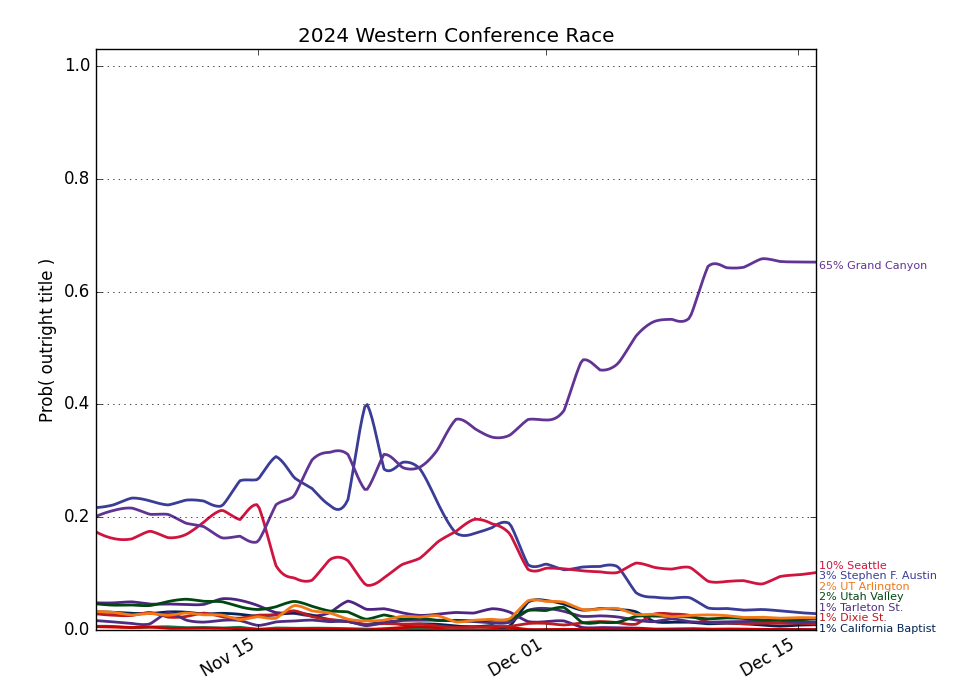 2024 Western Conference Race
1.0
0.8
0.6
0.4
0.2
0.0
Prob( outright title )
Nov 15
Dec 01
Dec 15
65% Grand Canyon
10% Seattle
3% Stephen F. Austin
2% UT Arlington
2% Utah Valley
1% Tarleton St.
1% Dixie St.
1% California Baptist